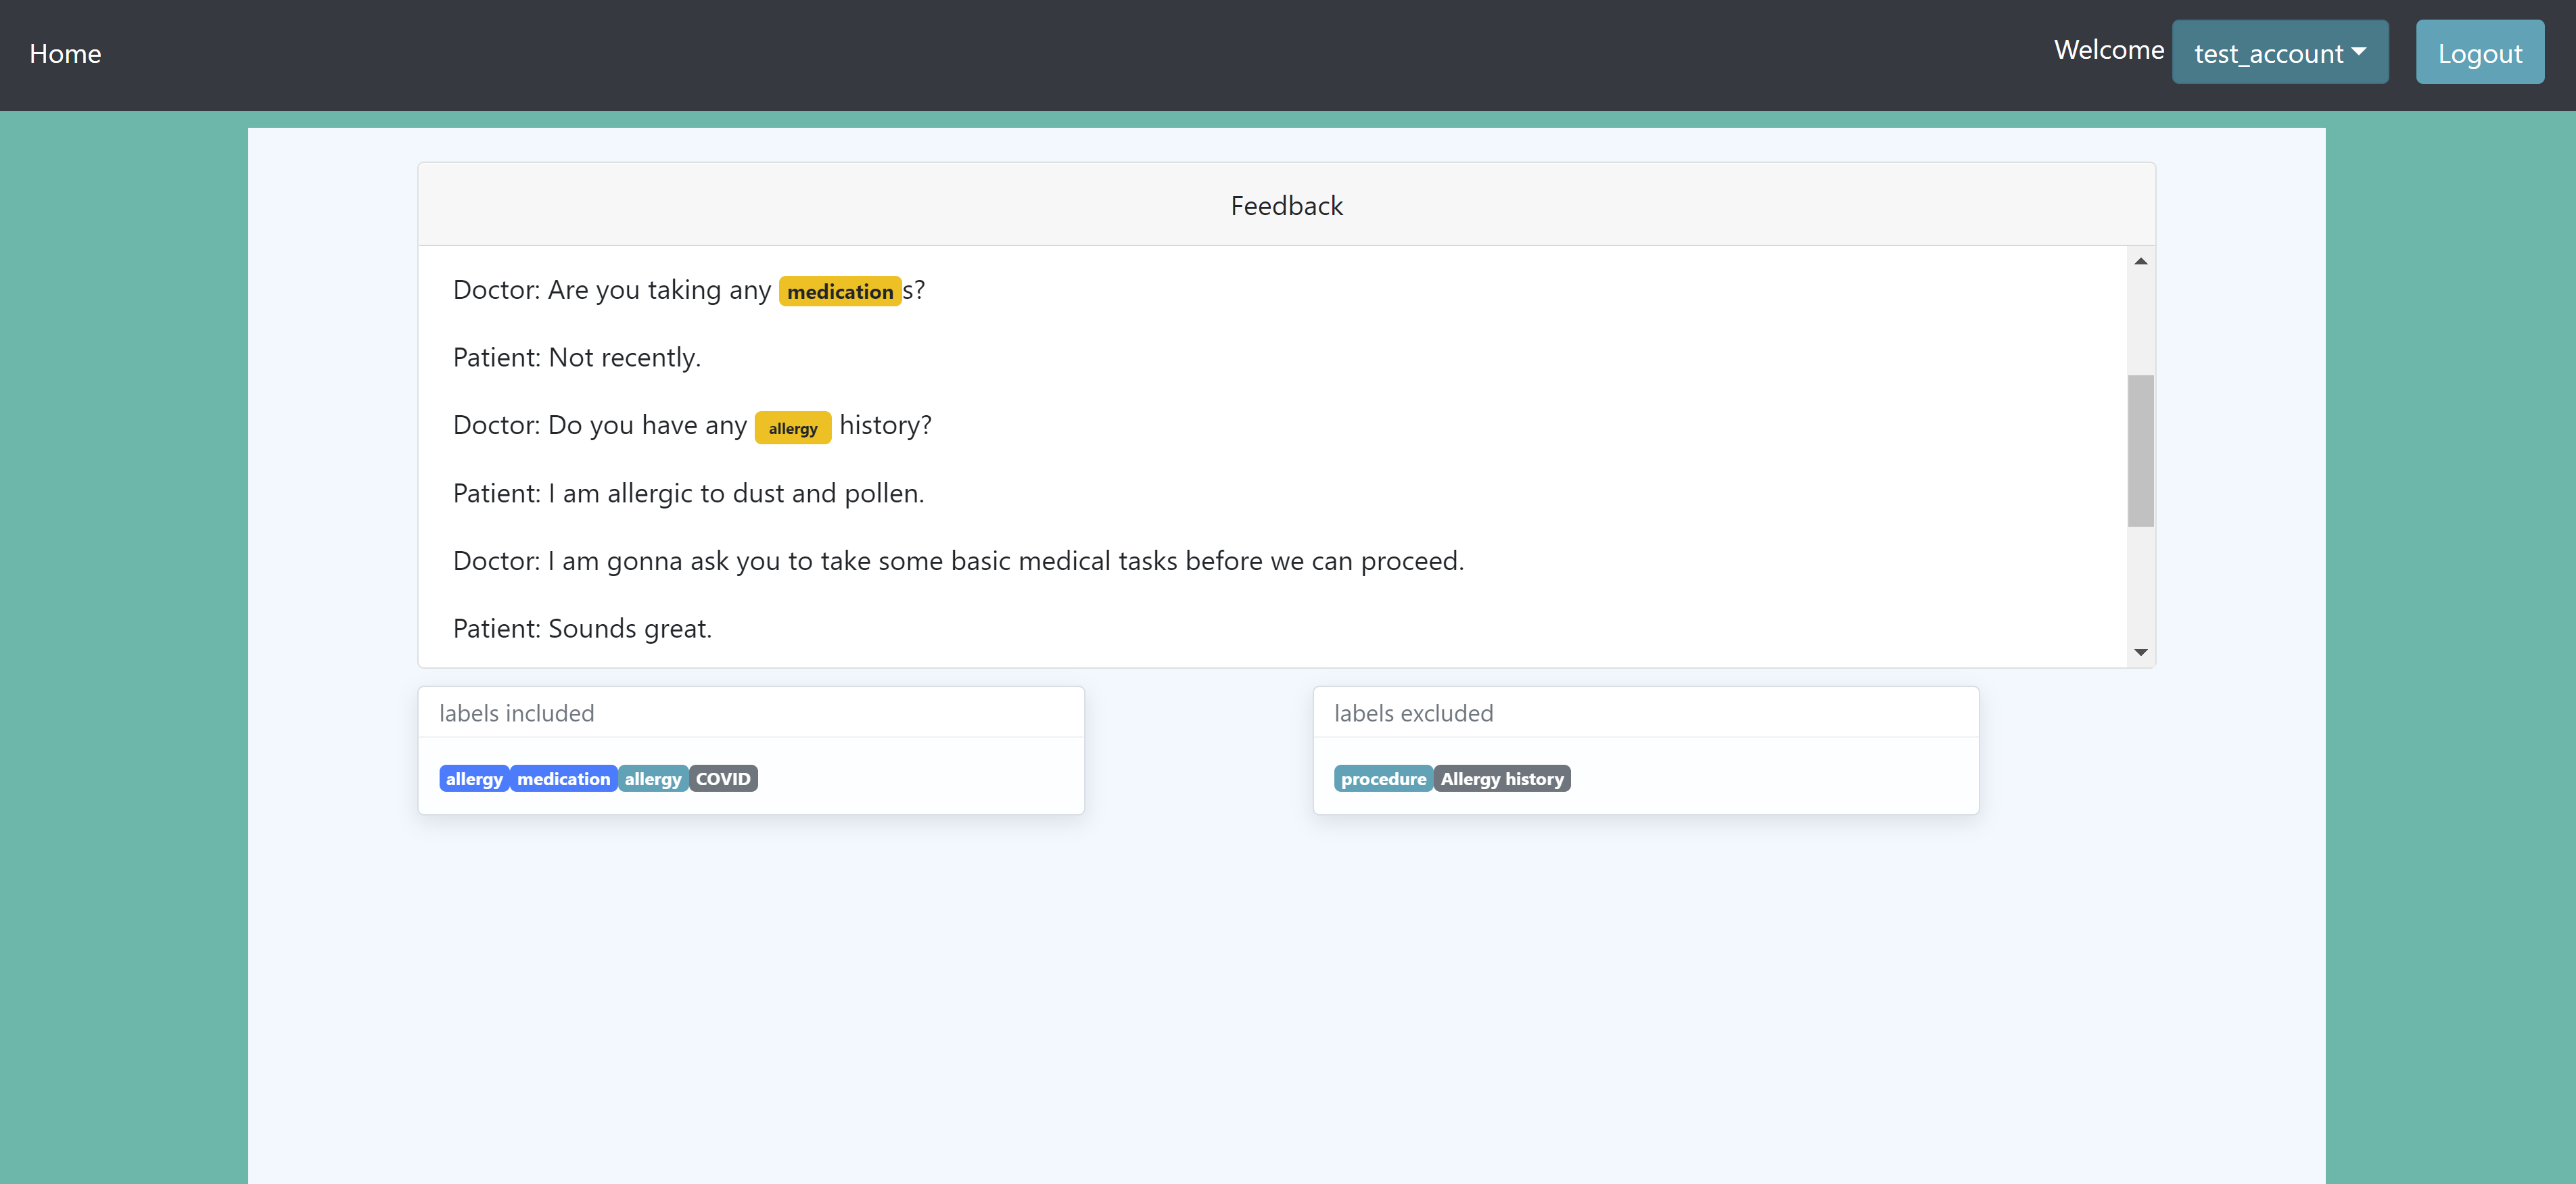 Home
Welcome test_account Logout
Feedback
Doctor: Are you taking any medications?
Patient: Not recently.
Doctor: Do you have any allergy history?
Patient: I am allergic to dust and pollen.
Doctor: I am gonna ask you to take some basic medical tasks before we can proceed.
Patient: Sounds great.
labels included
allergy medication allergy COVID
labels excluded
procedure Allergy history